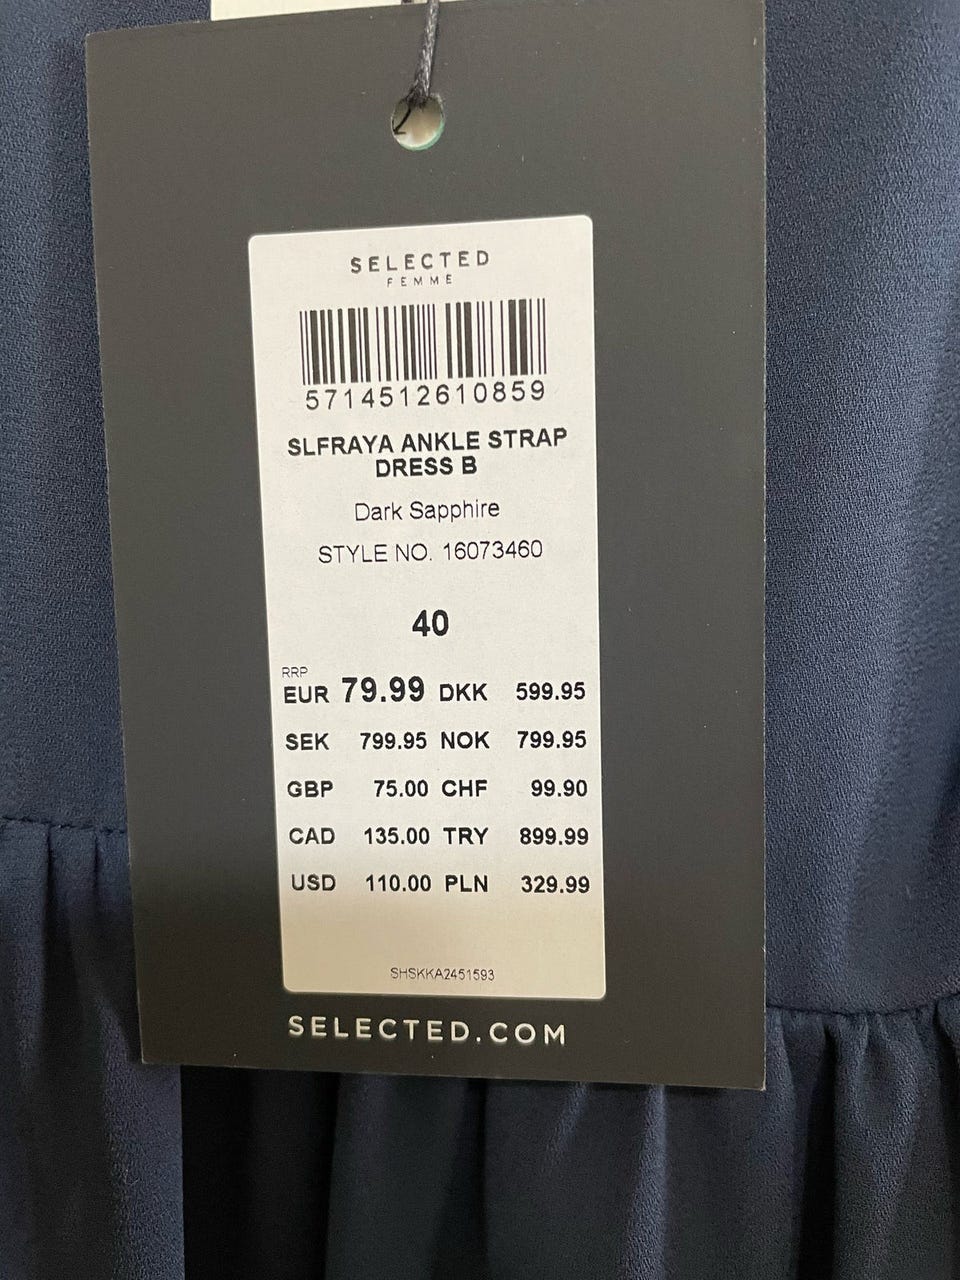 SELECTED
FEMME
5714512610859
SLFRAYA ANKLE STRAP
DRESS B
Dark Sapphire
STYLE NO. 16073460
40
RRP
EUR 79.99 DKK 599.95
SEK 799.95 NOK 799.95
GBP 75.00 CHF 99.90
CAD 135.00 TRY 899.99
USD 110.00 PLN 329.99
SHSKKA2451593
SELECTED.COM